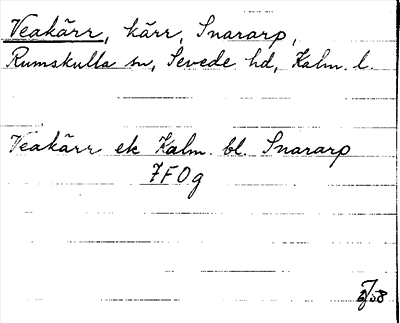 Veakärr, kärr, Snararp,
Rumskulla sn, Sevede hd, Kalm. l.
Veakärr ek Kalm. bl. Snararp
7F0g